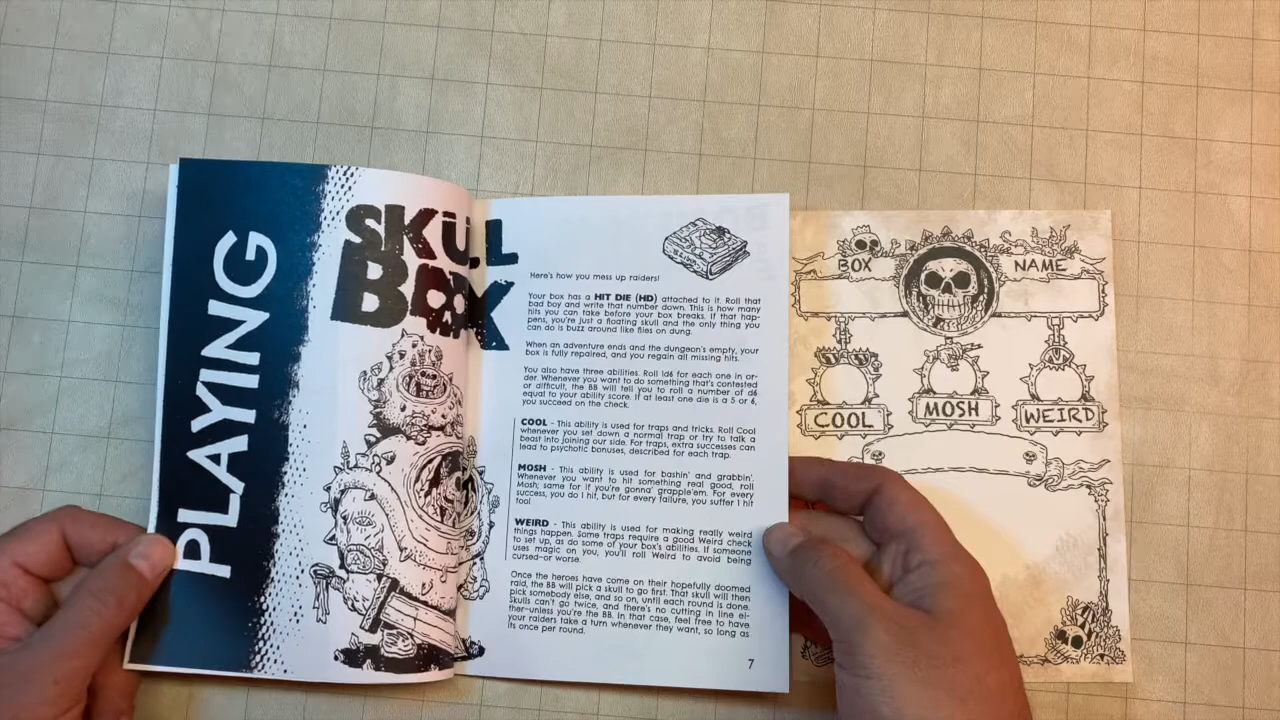 PLAYING
SKUL
BOX
Here's how you mess up raiders!
Your box has a HIT DIE (HD) attached to it. Roll that
bad boy and write that number down. This is how many
hits you can take before your box breaks. If that hap-
pens, you're just a floating skull and the only thing you
can do is buzz around like flies on dung.
When an adventure ends and the dungeon's empty, your
box is fully repaired, and you regain all missing hits.
You also have three abilities. Roll 1d6 for each one in or-
der. Whenever you want to do something that's contested
or difficult, the BB will tell you to roll a number of d6
equal to your ability score. If at least one die is a 5 or 6,
you succeed on the check.
COOL - This ability is used for traps and tricks. Roll Cool
whenever you set down a normal trap or try to talk a
beast into joining our side. For traps, extra successes can
lead to psychotic bonuses, described for each trap.
MOSH - This ability is used for bashin' and grabbin'.
Whenever you want to hit something real good, roll
Mosh; same for if you're gonna' grapple'em. For every
success, you do 1 hit, but for every failure, you suffer 1 hit
too!
WEIRD - This ability is used for making really weird
things happen. Some traps require a good Weird check
to set up, as do some of your box's abilities. If someone
uses magic on you, you'll roll Weird to avoid being
cursed-or worse.
Once the heroes have come on their hopefully doomed
raid, the BB will pick a skull to go first. That skull will then
pick somebody else, and so on, until each round is done.
Skulls can't go twice, and there's no cutting in line ei-
ther-unless you're the BB. In that case, feel free to have
your raiders take a turn whenever they want, so long as
its once per round.
7
BOX NAME
COOL MOSH WEIRD